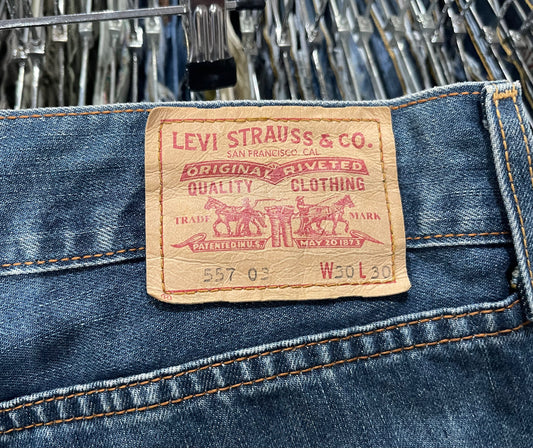 LEVI STRAUSS & CO.
SAN FRANCISCO, CAL
ORIGINAL RIVETED
QUALITY CLOTHING
TRADE MARK
PATENTED IN U.S. MAY 20 1873
557 03 W30 L30